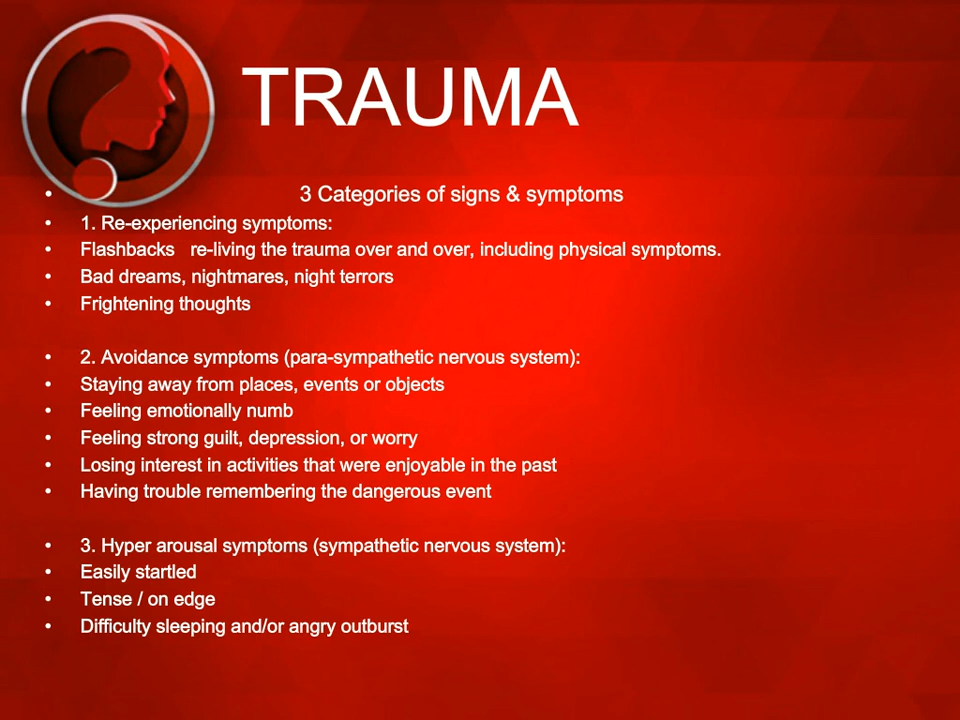 TRAUMA
• 3 Categories of signs & symptoms
• 1. Re-experiencing symptoms:
• Flashbacks re-living the trauma over and over, including physical symptoms.
• Bad dreams, nightmares, night terrors
• Frightening thoughts
• 2. Avoidance symptoms (para-sympathetic nervous system):
• Staying away from places, events or objects
• Feeling emotionally numb
• Feeling strong guilt, depression, or worry
• Losing interest in activities that were enjoyable in the past
• Having trouble remembering the dangerous event
• 3. Hyper arousal symptoms (sympathetic nervous system):
• Easily startled
• Tense / on edge
• Difficulty sleeping and/or angry outburst